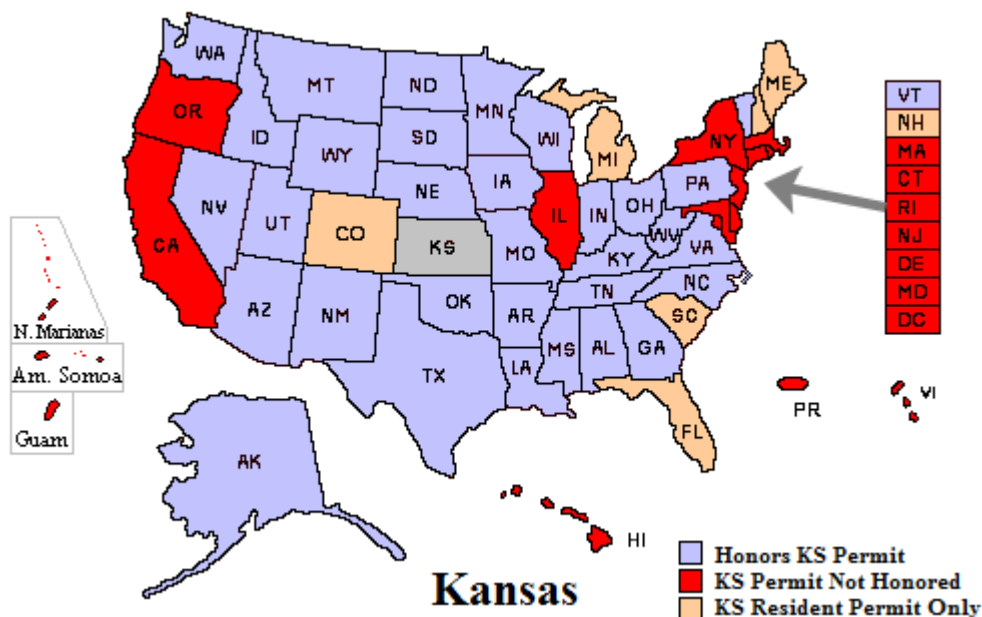 WA
MT
ND
MN
ME
OR
ID
WY
SD
WI
MI
NY
VT
NH
MA
CT
RI
NJ
DE
MD
DC
NV
UT
CO
NE
KS
IA
MO
IL
IN
OH
PA
WV
VA
KY
CA
AZ
NM
OK
AR
TN
NC
SC
MS
AL
GA
LA
TX
FL
N. Marianas
Am. Somoa
Guam
PR
VI
AK
HI
Kansas
Honors KS Permit
KS Permit Not Honored
KS Resident Permit Only